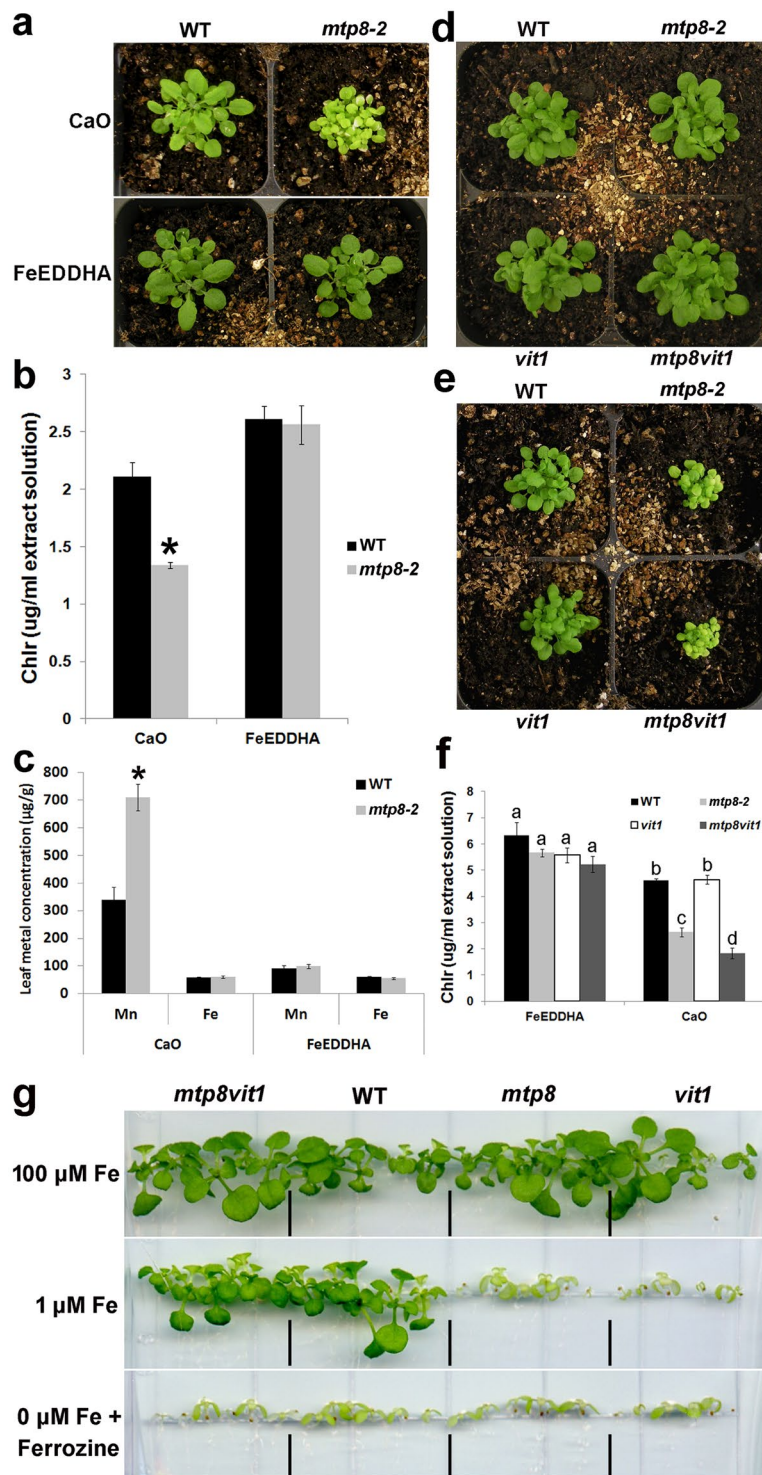 a
WT
mtp8-2
CaO
FeEDDHA
b
Chlr (ug/ml extract solution)
3
2.5
2
1.5
1
0.5
0
*
WT
mtp8-2
CaO
FeEDDHA
c
Leaf metal concentration (µg/g)
800
700
600
500
400
300
200
100
0
*
WT
mtp8-2
Mn
Fe
Mn
Fe
CaO
FeEDDHA
d
WT
mtp8-2
vit1
mtp8vit1
e
WT
mtp8-2
vit1
mtp8vit1
f
Chlr (ug/ml extract solution)
8
7
6
5
4
3
2
1
0
WT
mtp8-2
vit1
mtp8vit1
a
a
a
a
b
c
b
d
FeEDDHA
CaO
g
mtp8vit1
WT
mtp8
vit1
100 µM Fe
1 µM Fe
0 µM Fe +
Ferrozine